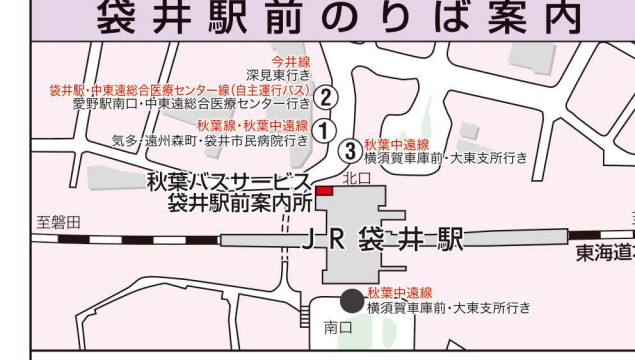 袋井駅前のりば案内
今井線
深見東行き
袋井駅・中東遠総合医療センター線(自主運行バス)
愛野駅南口・中東遠総合医療センター行き
②
秋葉線・秋葉中遠線
気多・遠州森町・袋井市民病院行き
①
③
秋葉中遠線
横須賀車庫前・大東支所行き
北口
秋葉バスサービス
袋井駅前案内所
至磐田
JR袋井駅
東海道本
秋葉中遠線
横須賀車庫前・大東支所行き
南口